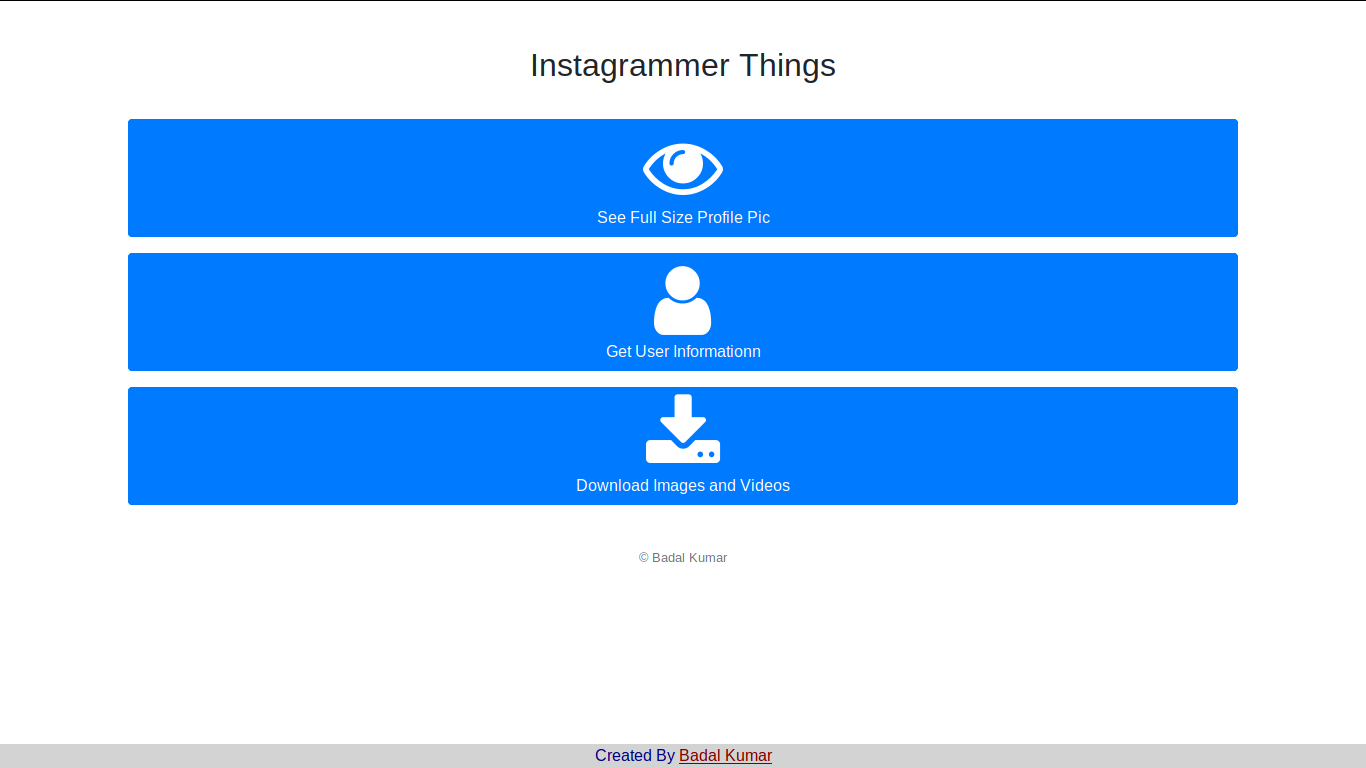 Instagrammer Things
See Full Size Profile Pic
Get User Informationn
Download Images and Videos
© Badal Kumar
Created By Badal Kumar